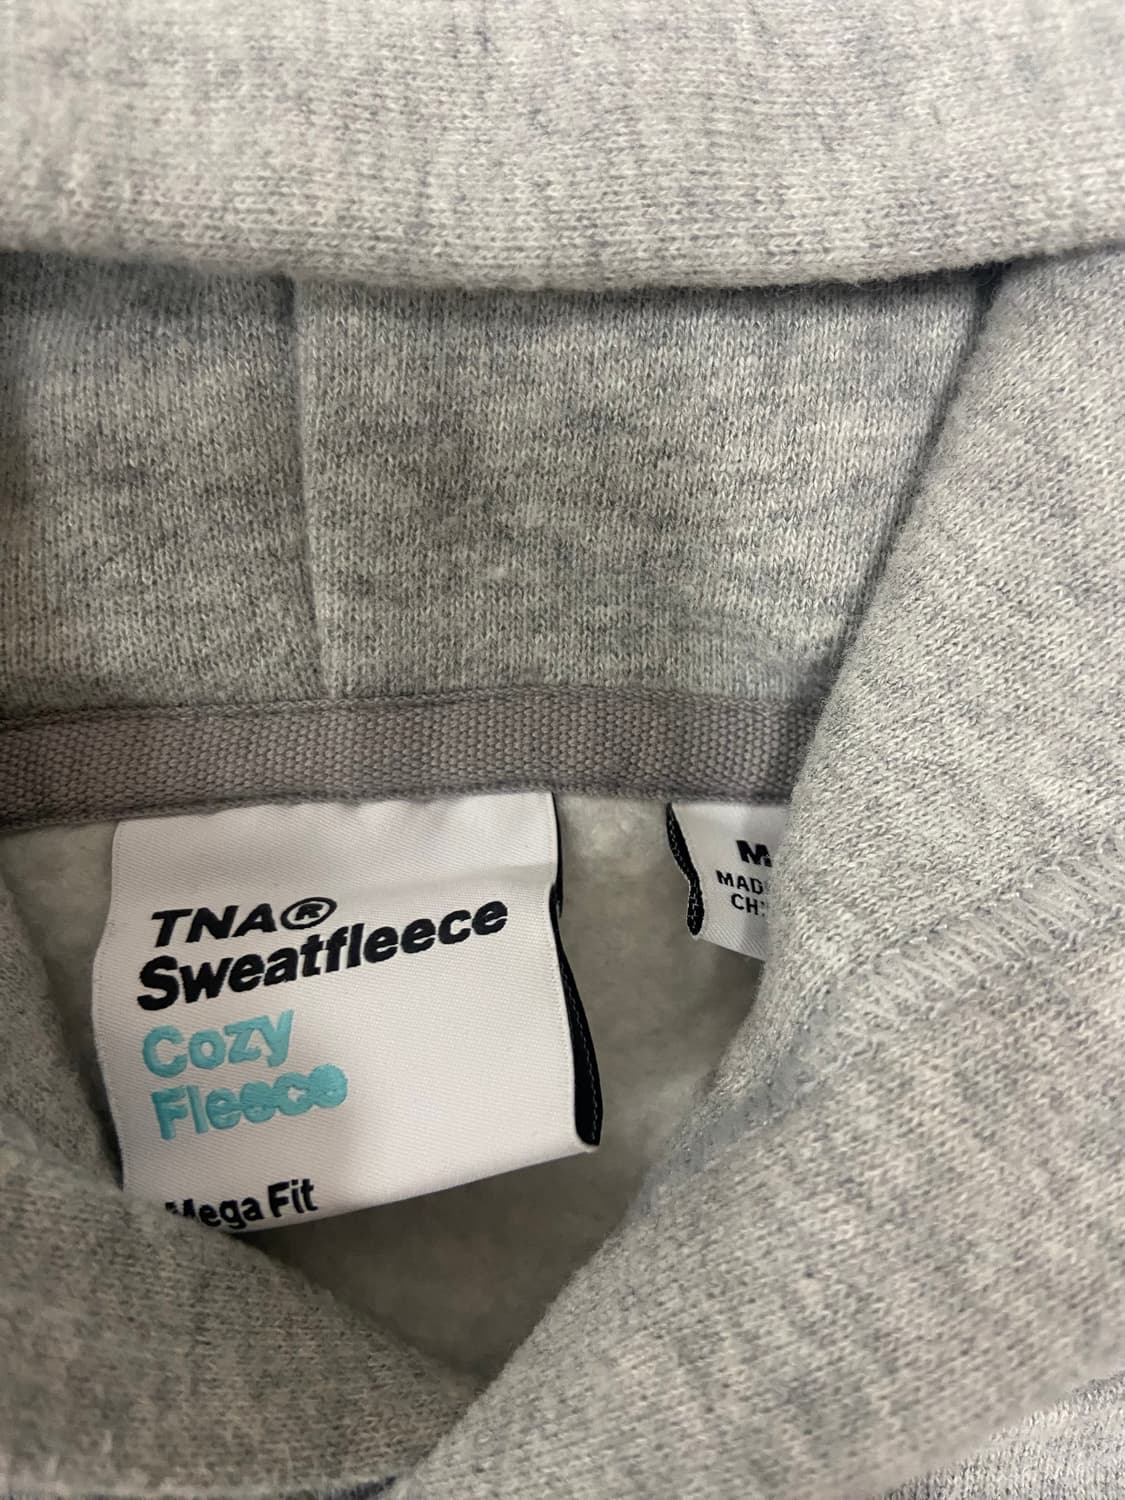 TNA®
Sweatfleece
Cozy
Fleece
Mega Fit
M